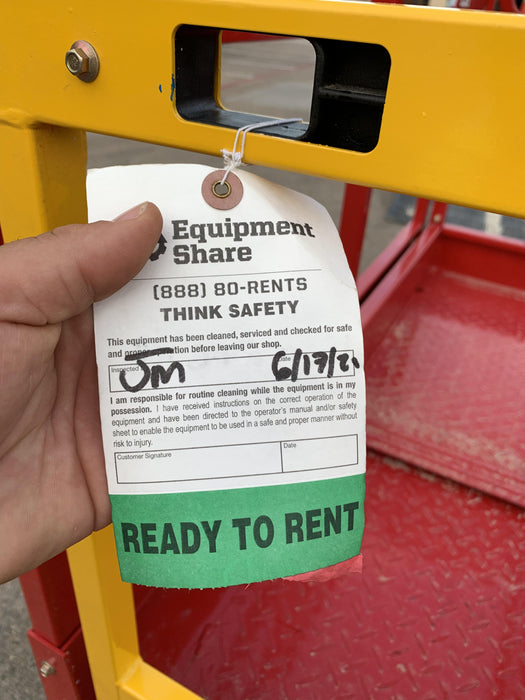 Equipment
Share
(888) 80-RENTS
THINK SAFETY
This equipment has been cleaned, serviced and checked for safe
and proper operation before leaving our shop.
Inspected Date
JM 6/17/21
I am responsible for routine cleaning while the equipment is in my
possession. I have received instructions on the correct operation of the
equipment and have been directed to the operator's manual and/or safety
sheet to enable the equipment to be used in a safe and proper manner without
risk to injury.
Customer Signature Date
READY TO RENT